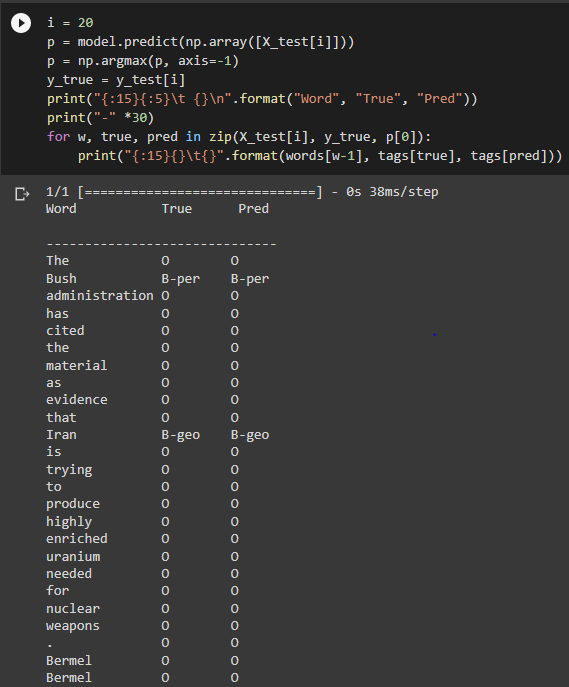 i = 20
p = model.predict(np.array([X_test[i]]))
p = np.argmax(p, axis=-1)
y_true = y_test[i]
print("{:15}{:5}\t {}\n".format("Word", "True", "Pred"))
print("-" *30)
for w, true, pred in zip(X_test[i], y_true, p[0]):
    print("{:15}{}\t{}".format(words[w-1], tags[true], tags[pred]))
1/1 [==============================] - 0s 38ms/step
Word           True      Pred
------------------------------
The            O       O
Bush           B-per   B-per
administration O       O
has            O       O
cited          O       O
the            O       O
material       O       O
as             O       O
evidence       O       O
that           O       O
Iran           B-geo   B-geo
is             O       O
trying         O       O
to             O       O
produce        O       O
highly         O       O
enriched       O       O
uranium        O       O
needed         O       O
for            O       O
nuclear        O       O
weapons        O       O
.              O       O
Bermel         O       O
Bermel         O       O